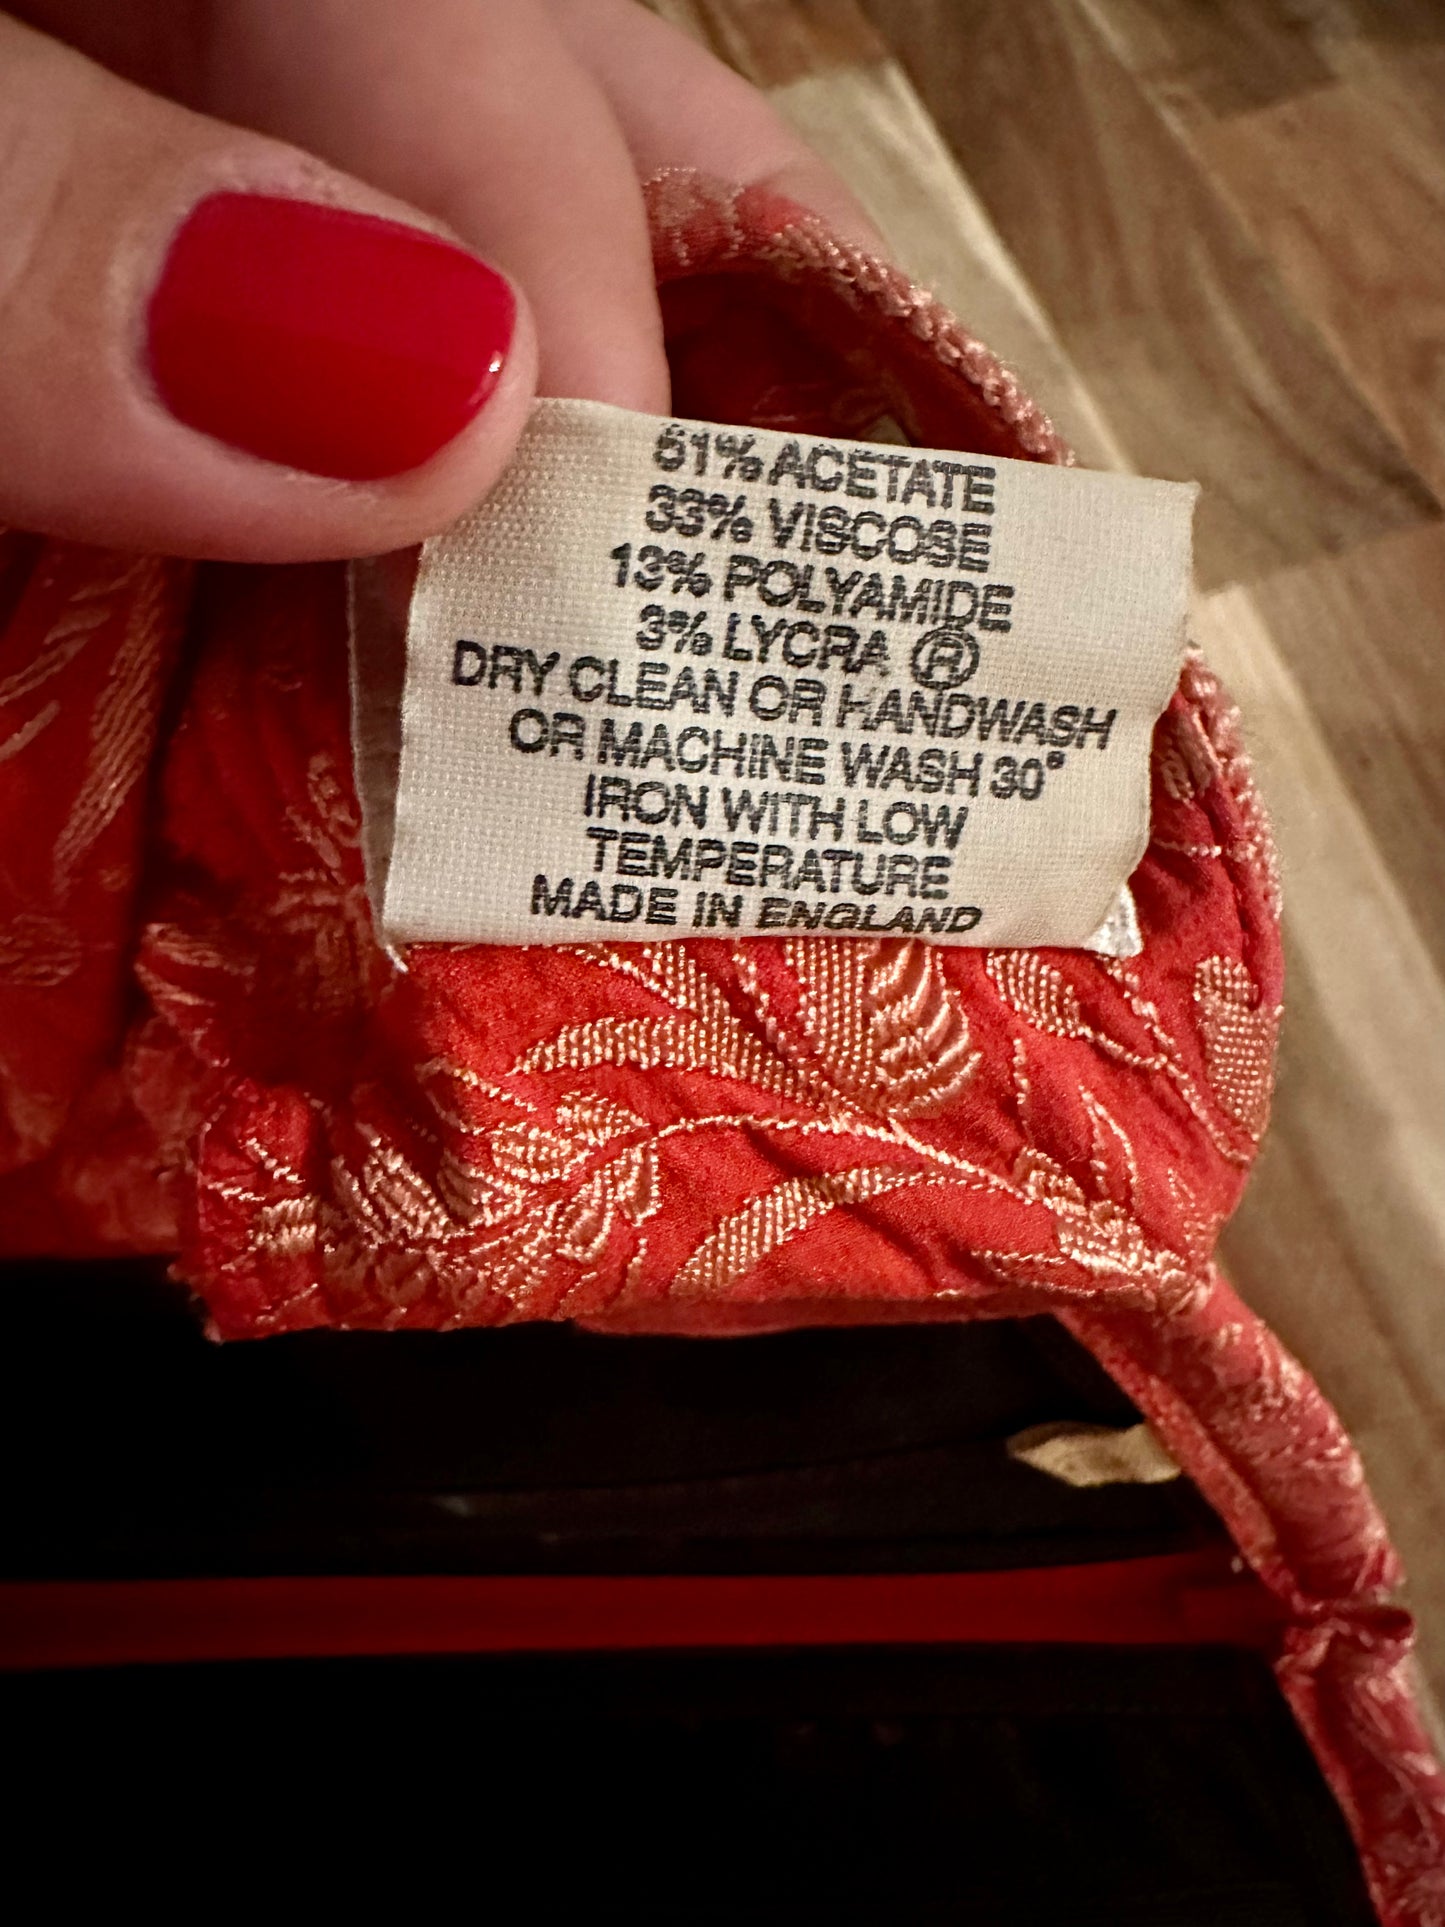 51% ACETATE
33% VISCOSE
13% POLYAMIDE
3% LYCRA ®
DRY CLEAN OR HANDWASH
OR MACHINE WASH 30°
IRON WITH LOW
TEMPERATURE
MADE IN ENGLAND